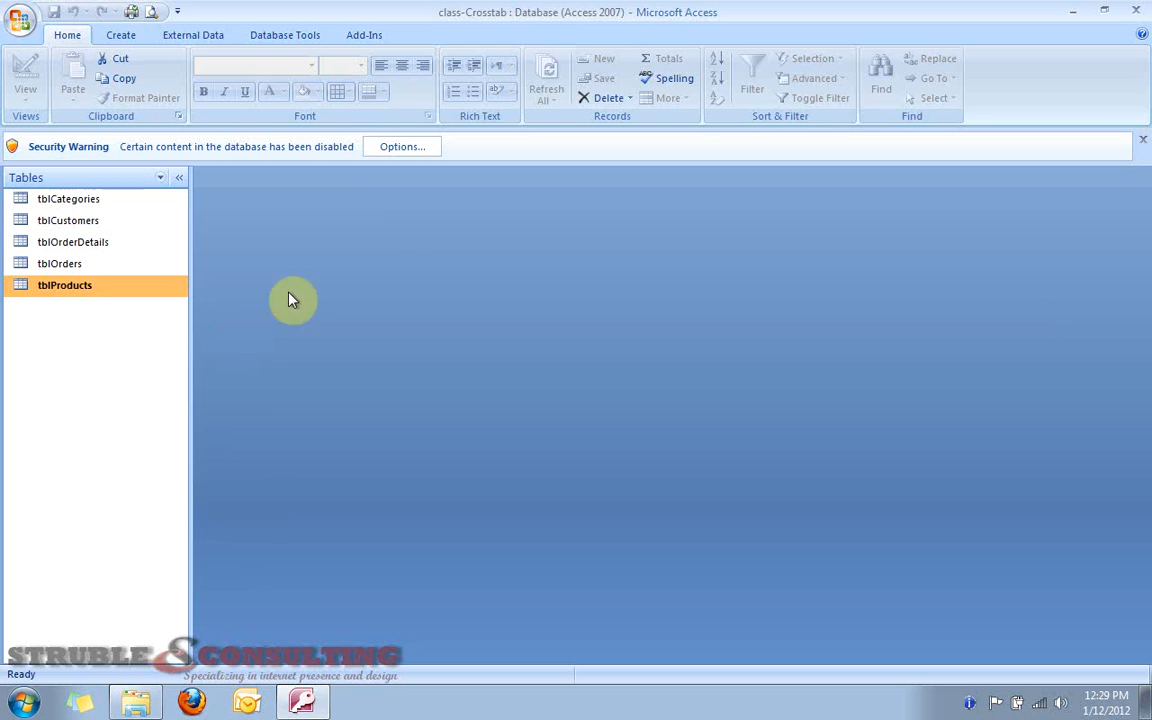 class-Crosstab : Database (Access 2007) - Microsoft Access
Home Create External Data Database Tools Add-Ins
View
Views
Paste
Cut
Copy
Format Painter
Clipboard
B I U A
Font
Rich Text
Refresh All
New
Save
Delete
Totals
Spelling
More
Records
Filter
Selection
Advanced
Toggle Filter
Sort & Filter
Find
Replace
Go To
Select
Find
Security Warning Certain content in the database has been disabled Options...
Tables
tblCategories
tblCustomers
tblOrderDetails
tblOrders
tblProducts
STRUBLE S CONSULTING
Specializing in internet presence and design
Ready
12:29 PM
1/12/2012